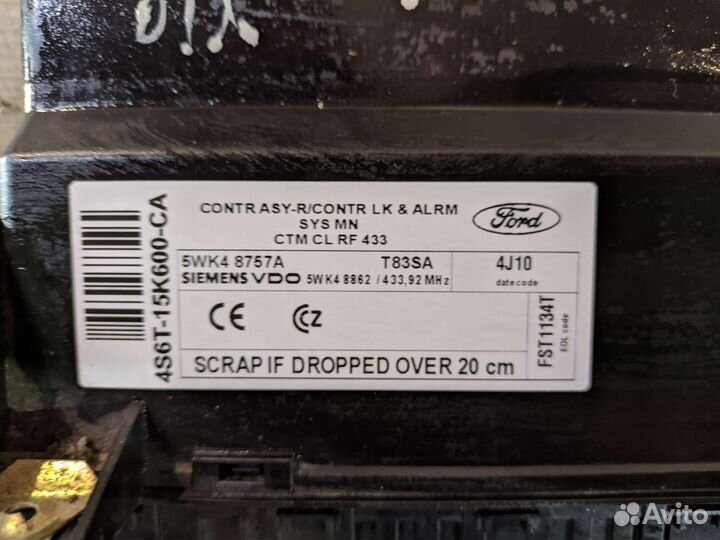 4S6T-15K600-CA
CONTR ASY-R/CONTR LK & ALRM
SYS MN
CTM CL RF 433
Ford
5WK4 8757A T83SA
SIEMENS VDO 5WK4 8862 / 433,92 MHz
4J10
date code
CE CZ
FST1134T
EOL code
SCRAP IF DROPPED OVER 20 cm
Avito